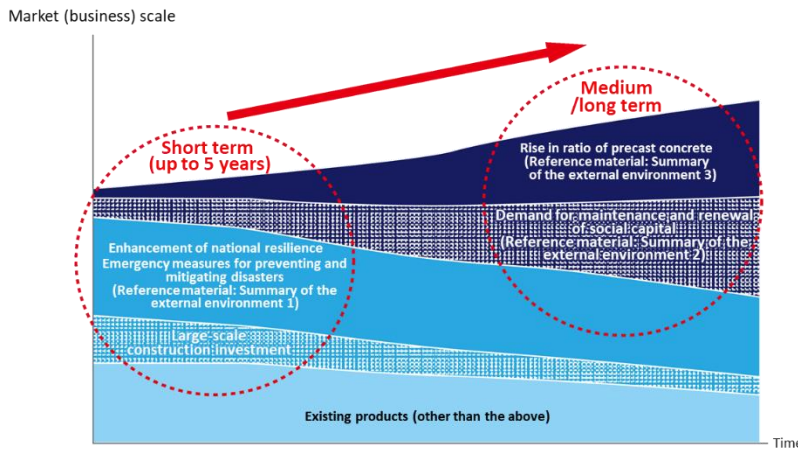 Market (business) scale
Medium
/long term
Short term
(up to 5 years)
Rise in ratio of precast concrete
(Reference material: Summary
of the external environment 3)
Demand for maintenance and renewal
of social capital
(Reference material: Summary of the
external environment 2)
Enhancement of national resilience
Emergency measures for preventing and
mitigating disasters
(Reference material: Summary of the
external environment 1)
Large-scale
construction investment
Existing products (other than the above)
Time